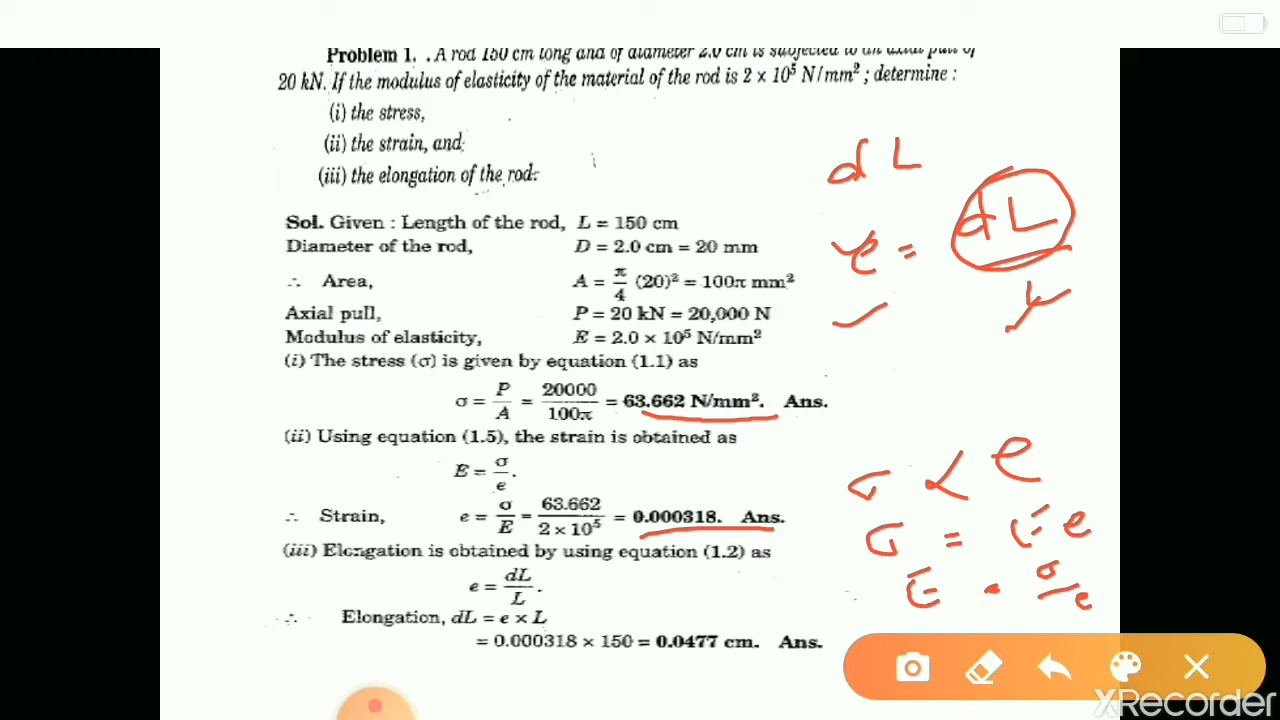 Problem 1. . A rod 150 cm long and of diameter 2.0 cm is subjected to an axial pull of
20 kN. If the modulus of elasticity of the material of the rod is 2 × 10⁵ N/mm² ; determine :
(i) the stress,
(ii) the strain, and
(iii) the elongation of the rod.
Sol. Given : Length of the rod, L = 150 cm
Diameter of the rod, D = 2.0 cm = 20 mm
∴ Area, A = π/4 (20)² = 100π mm²
Axial pull, P = 20 kN = 20,000 N
Modulus of elasticity, E = 2.0 × 10⁵ N/mm²
(i) The stress (σ) is given by equation (1.1) as
σ = P/A = 20000/100π = 63.662 N/mm². Ans.
(ii) Using equation (1.5), the strain is obtained as
E = σ/e.
∴ Strain, e = σ/E = 63.662/2 × 10⁵ = 0.000318. Ans.
(iii) Elongation is obtained by using equation (1.2) as
e = dL/L.
∴ Elongation, dL = e × L
= 0.000318 × 150 = 0.0477 cm. Ans.
dL
e = dL/L
σ ∝ e
σ = E e
E = σ/e
XRecorder